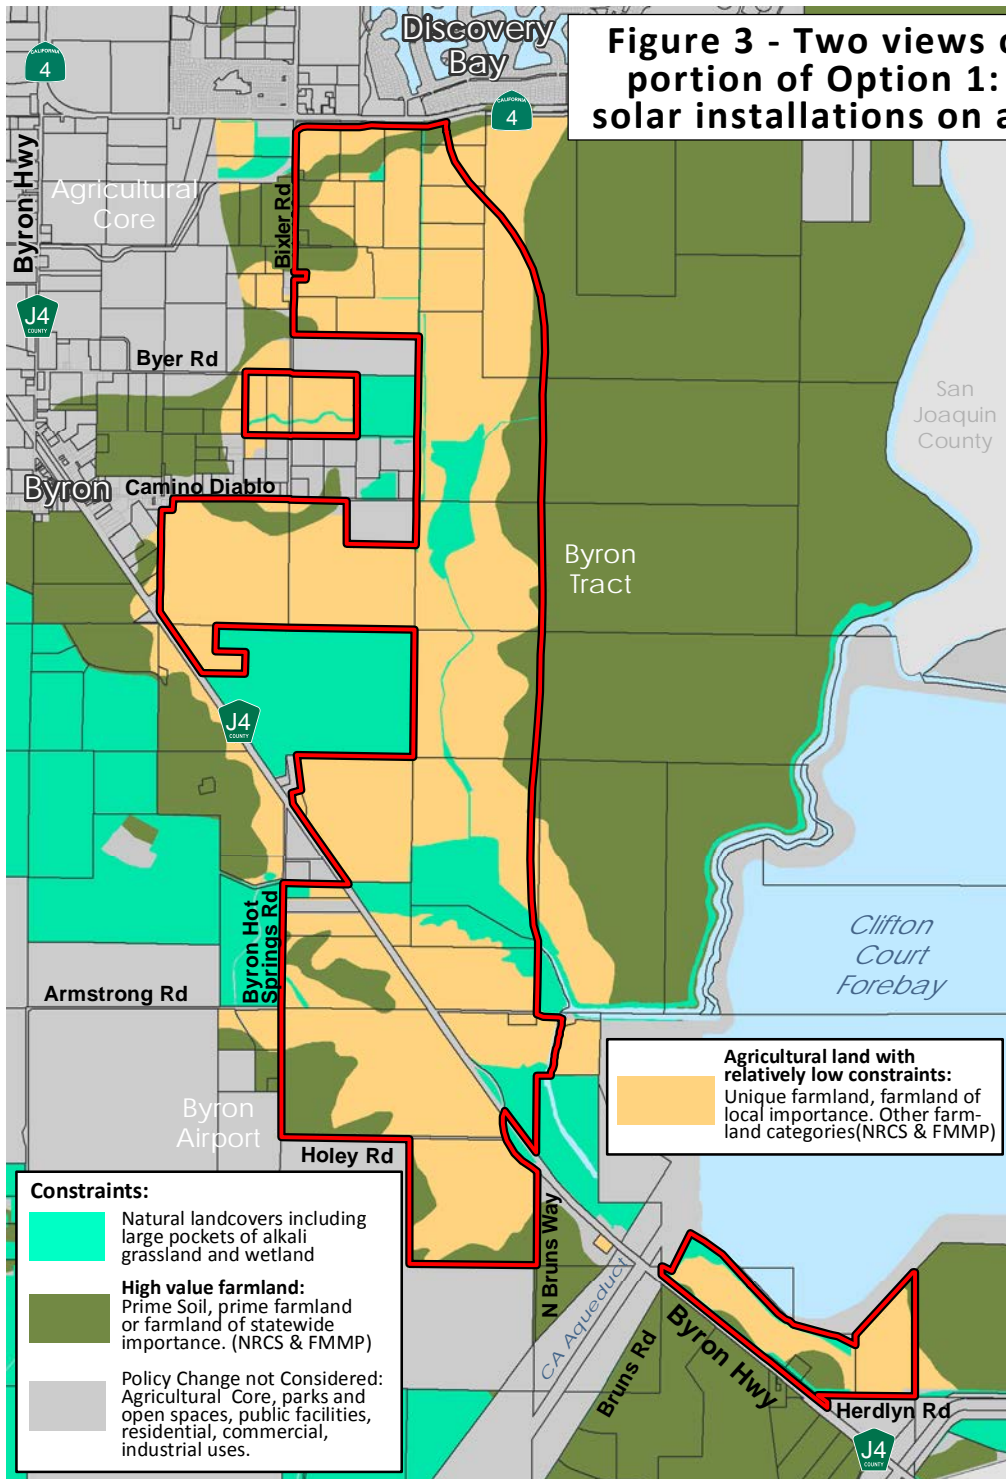 Discovery
Bay
Figure 3 - Two views
portion of Option 1:
solar installations on
CALIFORNIA
4
CALIFORNIA
4
Byron Hwy
Agricultural
Core
Bixler Rd
J4
COUNTY
Byer Rd
San
Joaquin
County
Byron
Camino Diablo
Byron
Tract
J4
COUNTY
Byron Hot
Springs Rd
Clifton
Court
Forebay
Armstrong Rd
Agricultural land with
relatively low constraints:
Unique farmland, farmland of
local importance. Other farm-
land categories(NRCS & FMMP)
Byron
Airport
Holey Rd
Constraints:
Natural landcovers including
large pockets of alkali
grassland and wetland
High value farmland:
Prime Soil, prime farmland
or farmland of statewide
importance. (NRCS & FMMP)
Policy Change not Considered:
Agricultural Core, parks and
open spaces, public facilities,
residential, commercial,
industrial uses.
N Bruns Way
CA Aqueduct
Bruns Rd
Byron Hwy
Herdlyn Rd
J4
COUNTY